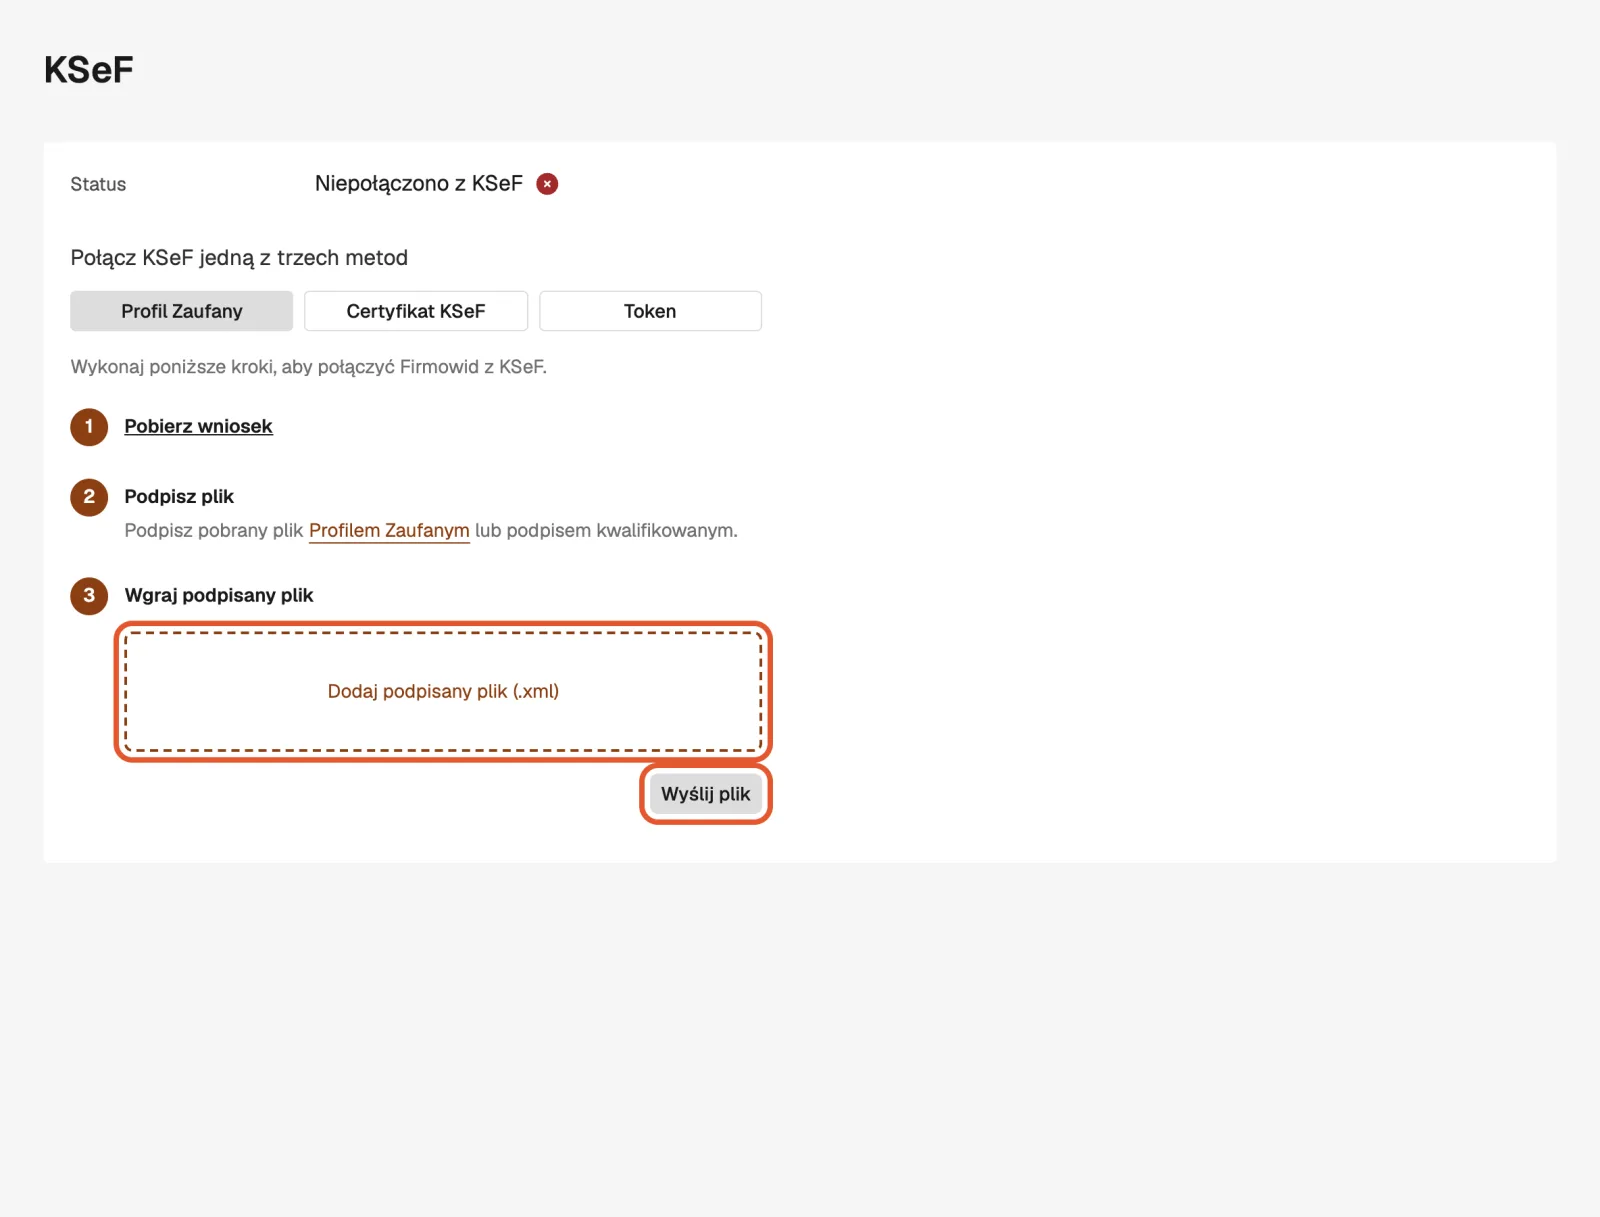 KSeF
Status
Niepołączono z KSeF
Połącz KSeF jedną z trzech metod
Profil Zaufany
Certyfikat KSeF
Token
Wykonaj poniższe kroki, aby połączyć Firmowid z KSeF.
1
Pobierz wniosek
2
Podpisz plik
Podpisz pobrany plik Profilem Zaufanym lub podpisem kwalifikowanym.
3
Wgraj podpisany plik
Dodaj podpisany plik (.xml)
Wyślij plik